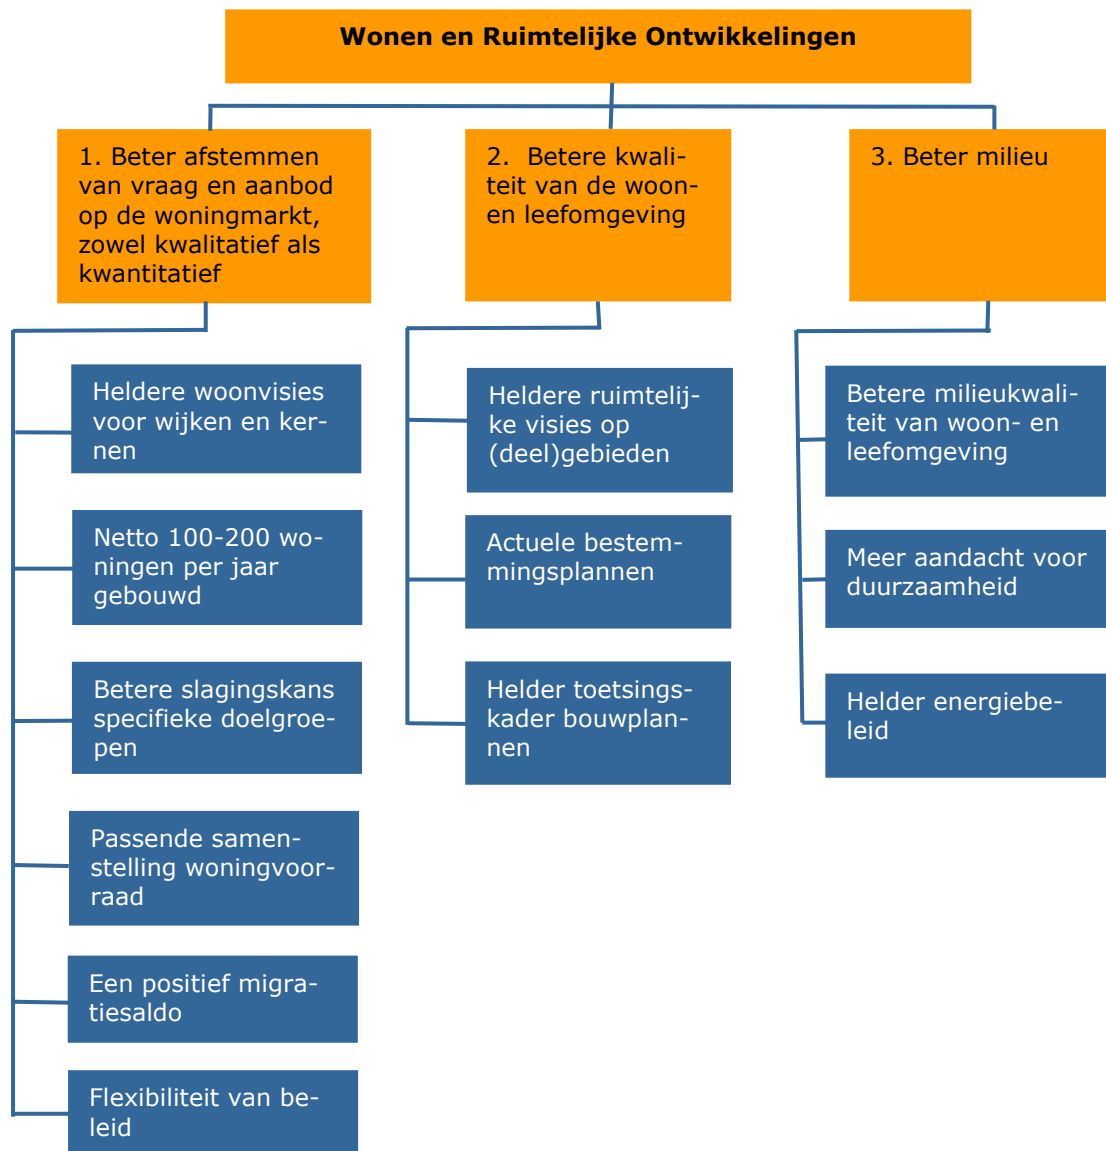 Wonen en Ruimtelijke Ontwikkelingen
1. Beter afstemmen
van vraag en aanbod
op de woningmarkt,
zowel kwalitatief als
kwantitatief
Heldere woonvisies
voor wijken en ker-
nen
Netto 100-200 wo-
ningen per jaar
gebouwd
Betere slagingskans
specifieke doelgroe-
pen
Passende samen-
stelling woningvoor-
raad
Een positief migra-
tiesaldo
Flexibiliteit van be-
leid
2. Betere kwali-
teit van de woon-
en leefomgeving
Heldere ruimtelij-
ke visies op
(deel)gebieden
Actuele bestem-
mingsplannen
Helder toetsings-
kader bouwplan-
nen
3. Beter milieu
Betere milieukwali-
teit van woon- en
leefomgeving
Meer aandacht voor
duurzaamheid
Helder energiebe-
leid